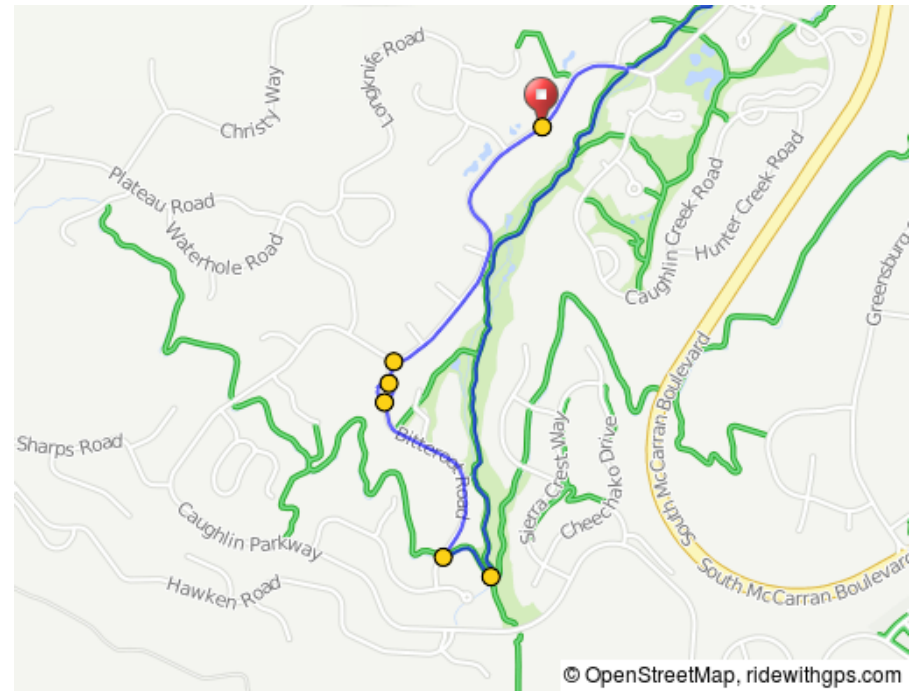 Longknife Road
Christy Way
Plateau Road
Waterhole Road
Caughlin Creek Road
Hunter Creek Road
Greensburg
South McCarran Boulevard
Sharps Road
Bitteroot Road
Sierra Crest Way
Cheechako Drive
Caughlin Parkway
Hawken Road
South McCarran Boulevard
© OpenStreetMap, ridewithgps.com